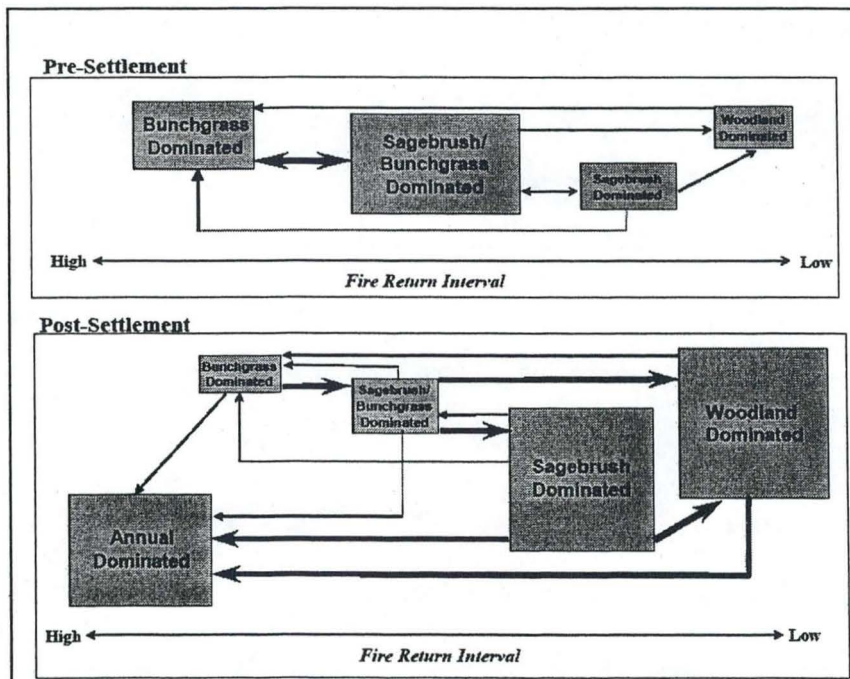 Pre-Settlement
Bunchgrass
Dominated
Sagebrush/
Bunchgrass
Dominated
Woodland
Dominated
Sagebrush
Dominated
High
Low
Fire Return Interval
Post-Settlement
Bunchgrass
Dominated
Sagebrush/
Bunchgrass
Dominated
Woodland
Dominated
Sagebrush
Dominated
Annual
Dominated
High
Low
Fire Return Interval